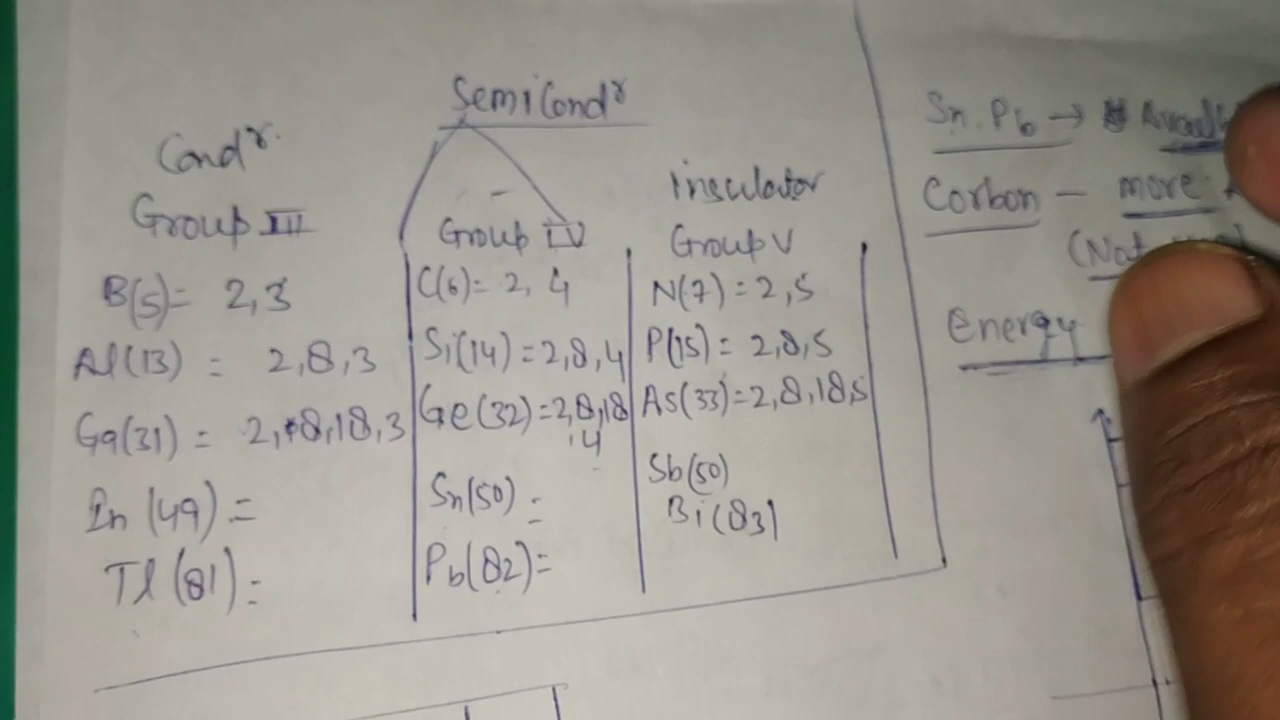 Semicondr
Condr.
Group III
B(5)= 2,3
Al(13) = 2,8,3
Ga(31) = 2,8,18,3
In (49) =
Tl (81) =
Group IV
C(6)= 2, 4
Si(14)=2,8,4
Ge(32)=2,8,18
,4
Sn(50) =
Pb(82)=
insulator
Group V
N(7) = 2,5
P(15)= 2,8,5
As(33)=2,8,18,5
Sb(50)
Bi(83)
Sn. Pb →
Corbon - more
(Not
energy